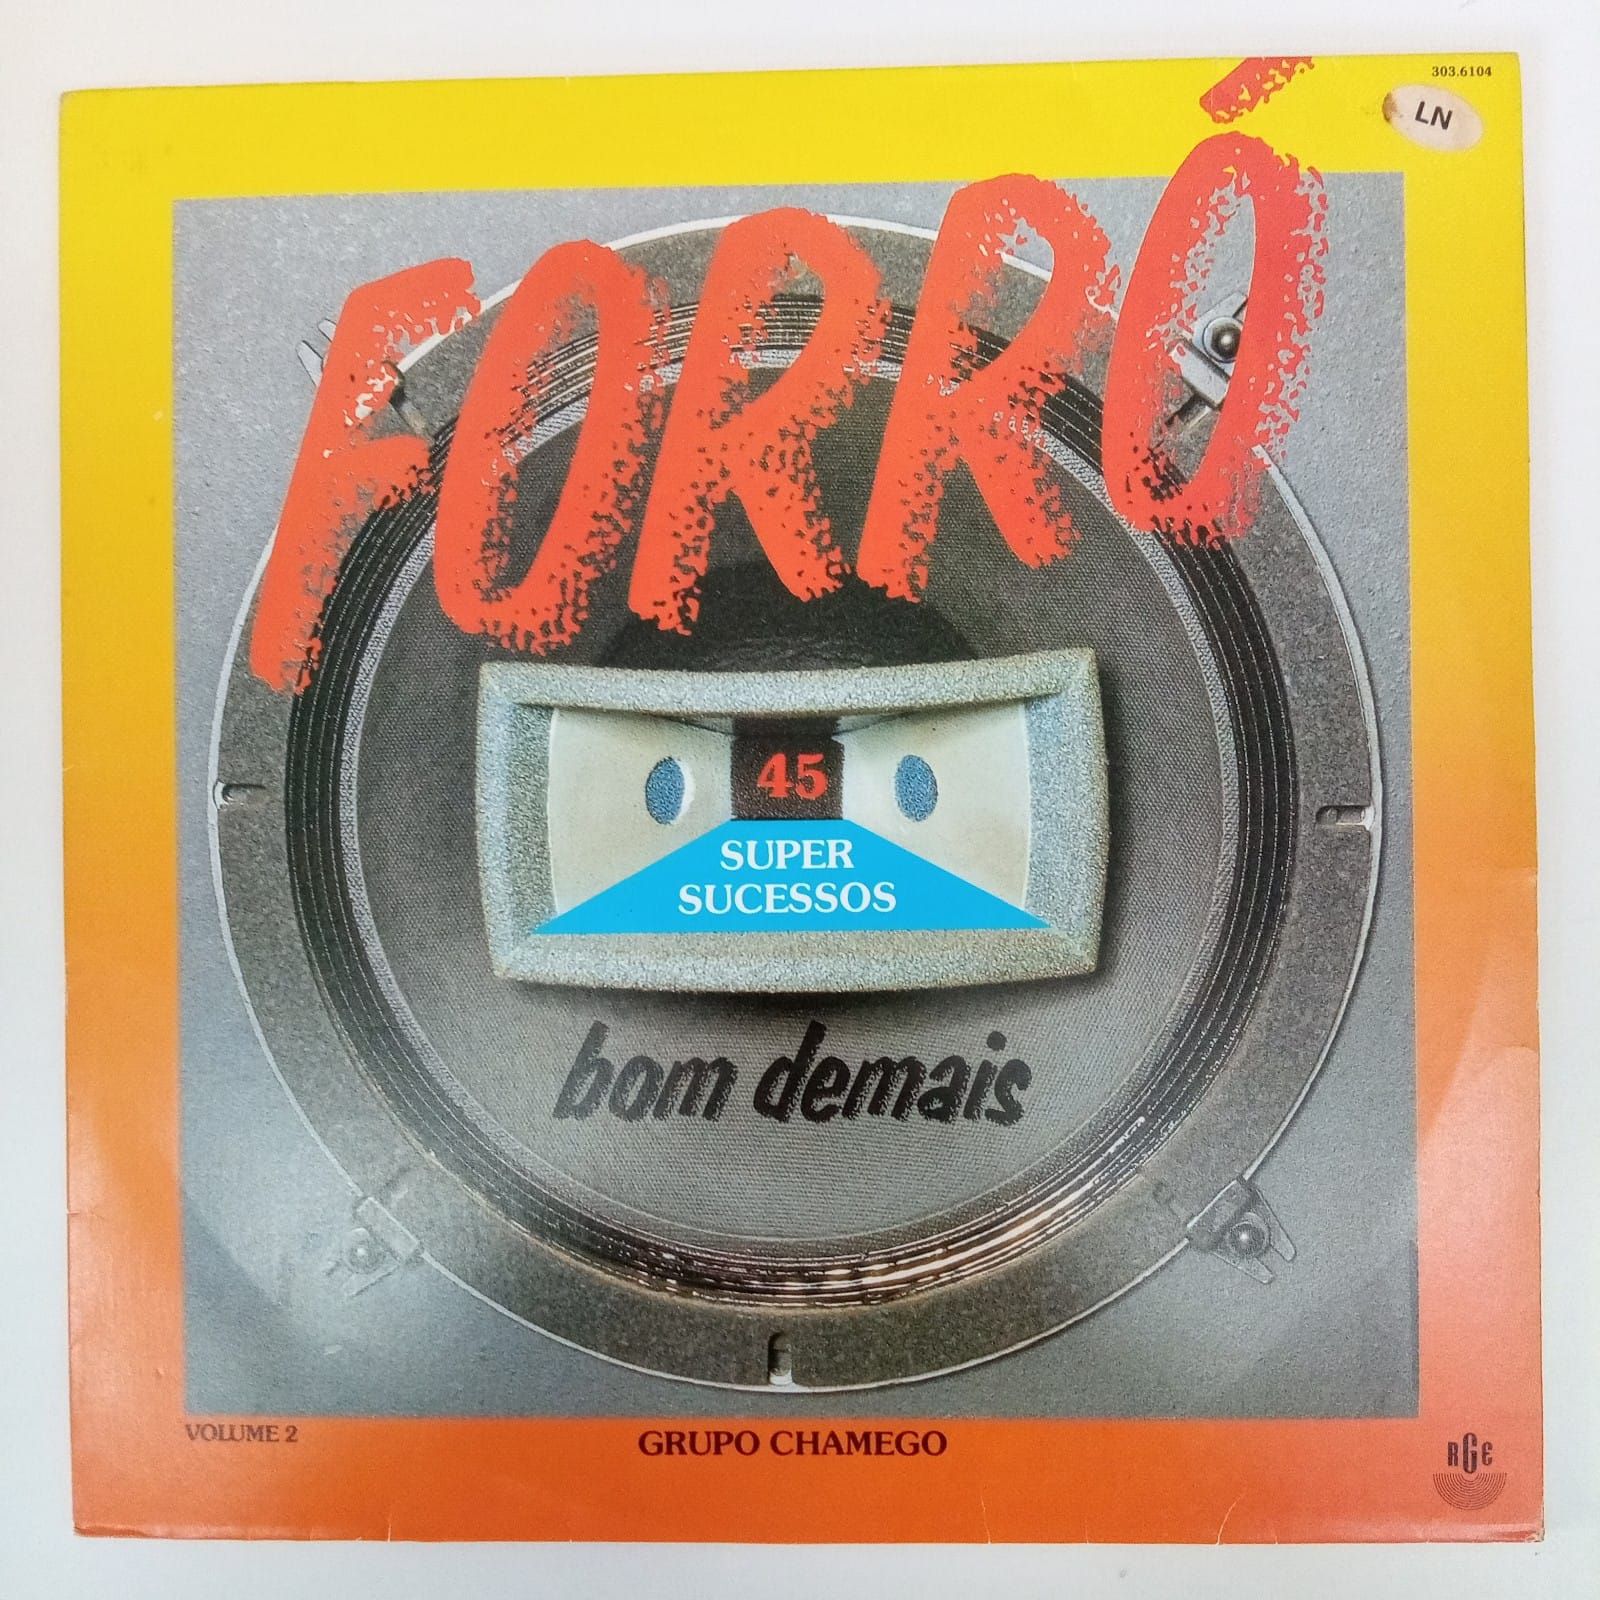 303.6104
LN
FORRÓ
45
SUPER
SUCESSOS
bom demais
VOLUME 2
GRUPO CHAMEGO
RGE